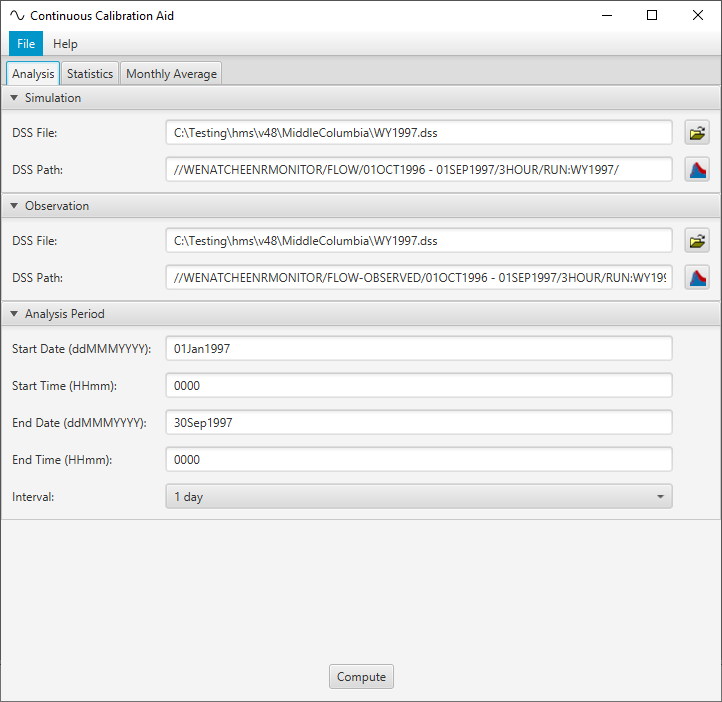 Continuous Calibration Aid
File Help
Analysis Statistics Monthly Average
Simulation
DSS File: C:\Testing\hms\v48\MiddleColumbia\WY1997.dss
DSS Path: //WENATCHEENRMONITOR/FLOW/01OCT1996 - 01SEP1997/3HOUR/RUN:WY1997/
Observation
DSS File: C:\Testing\hms\v48\MiddleColumbia\WY1997.dss
DSS Path: //WENATCHEENRMONITOR/FLOW-OBSERVED/01OCT1996 - 01SEP1997/3HOUR/RUN:WY199
Analysis Period
Start Date (ddMMMYYYY): 01Jan1997
Start Time (HHmm): 0000
End Date (ddMMMYYYY): 30Sep1997
End Time (HHmm): 0000
Interval: 1 day
Compute